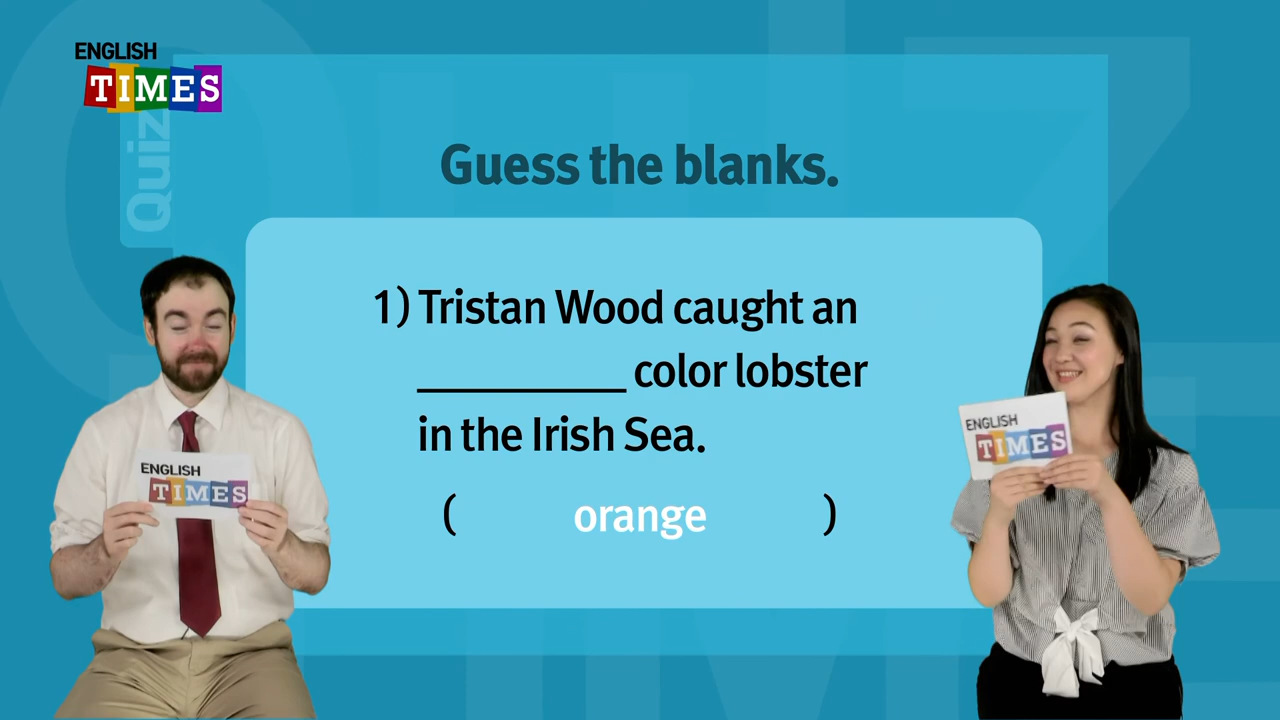 ENGLISH
TIMES
Quiz
Guess the blanks.
1) Tristan Wood caught an
_________ color lobster
in the Irish Sea.
( orange )
ENGLISH
TIMES
ENGLISH
TIMES